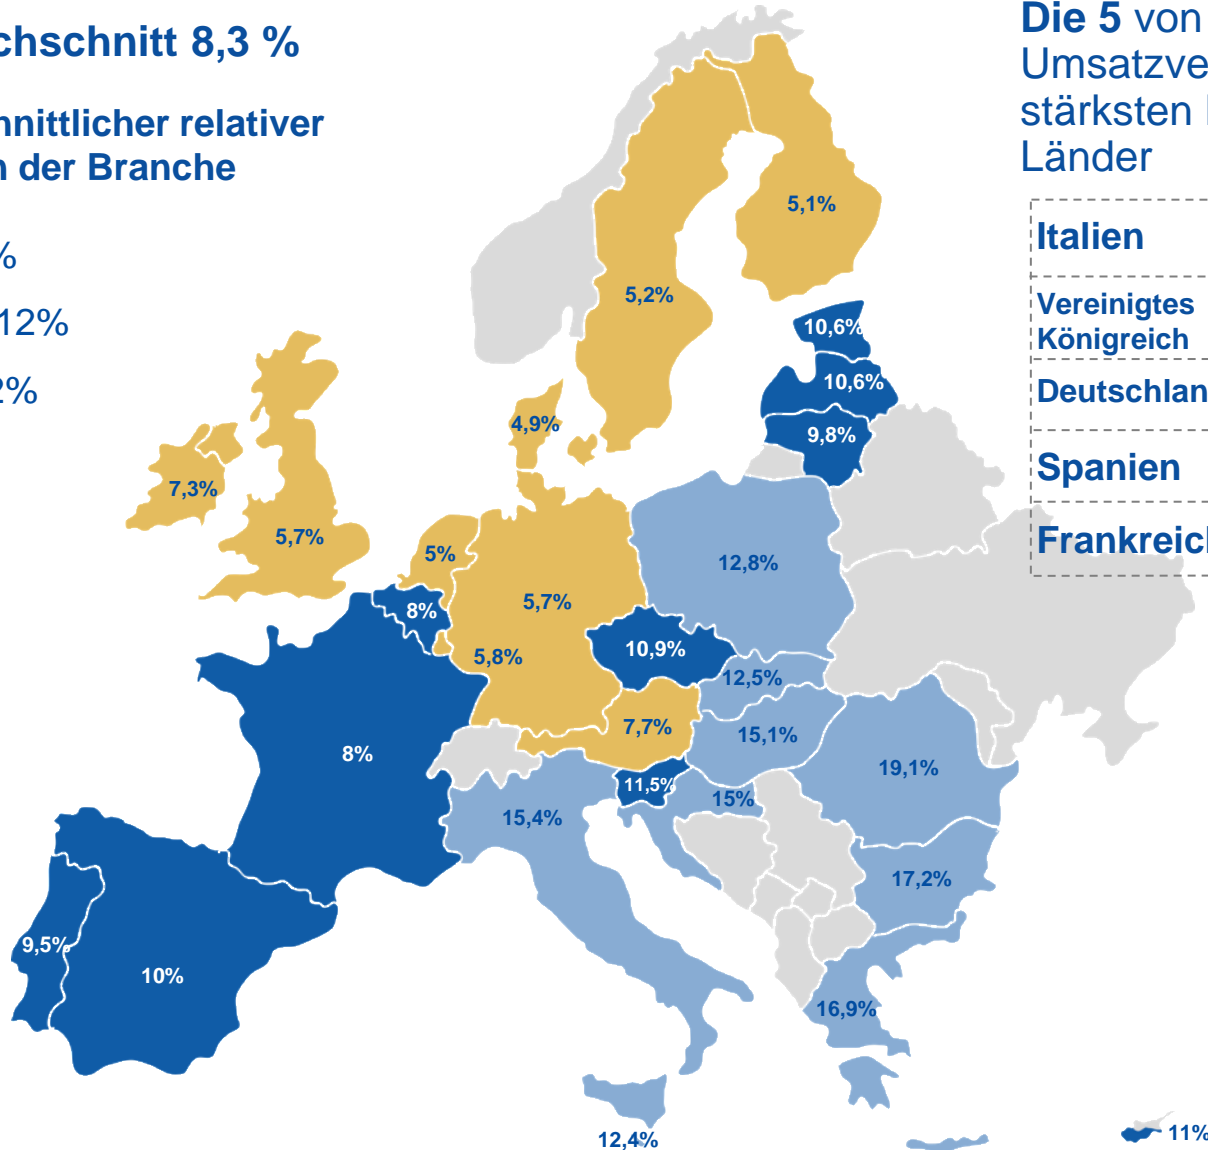 chschnitt 8,3 %
hnittlicher relativer
n der Branche
%
12%
2%
Die 5 von
Umsatzve
stärksten
Länder
Italien
Vereinigtes
Königreich
Deutschlan
Spanien
Frankreich
5,1%
5,2%
10,6%
10,6%
9,8%
4,9%
7,3%
5,7%
5%
12,8%
5,7%
8%
10,9%
5,8%
12,5%
7,7%
15,1%
8%
19,1%
11,5%
15%
15,4%
17,2%
9,5%
10%
16,9%
12,4%
11%